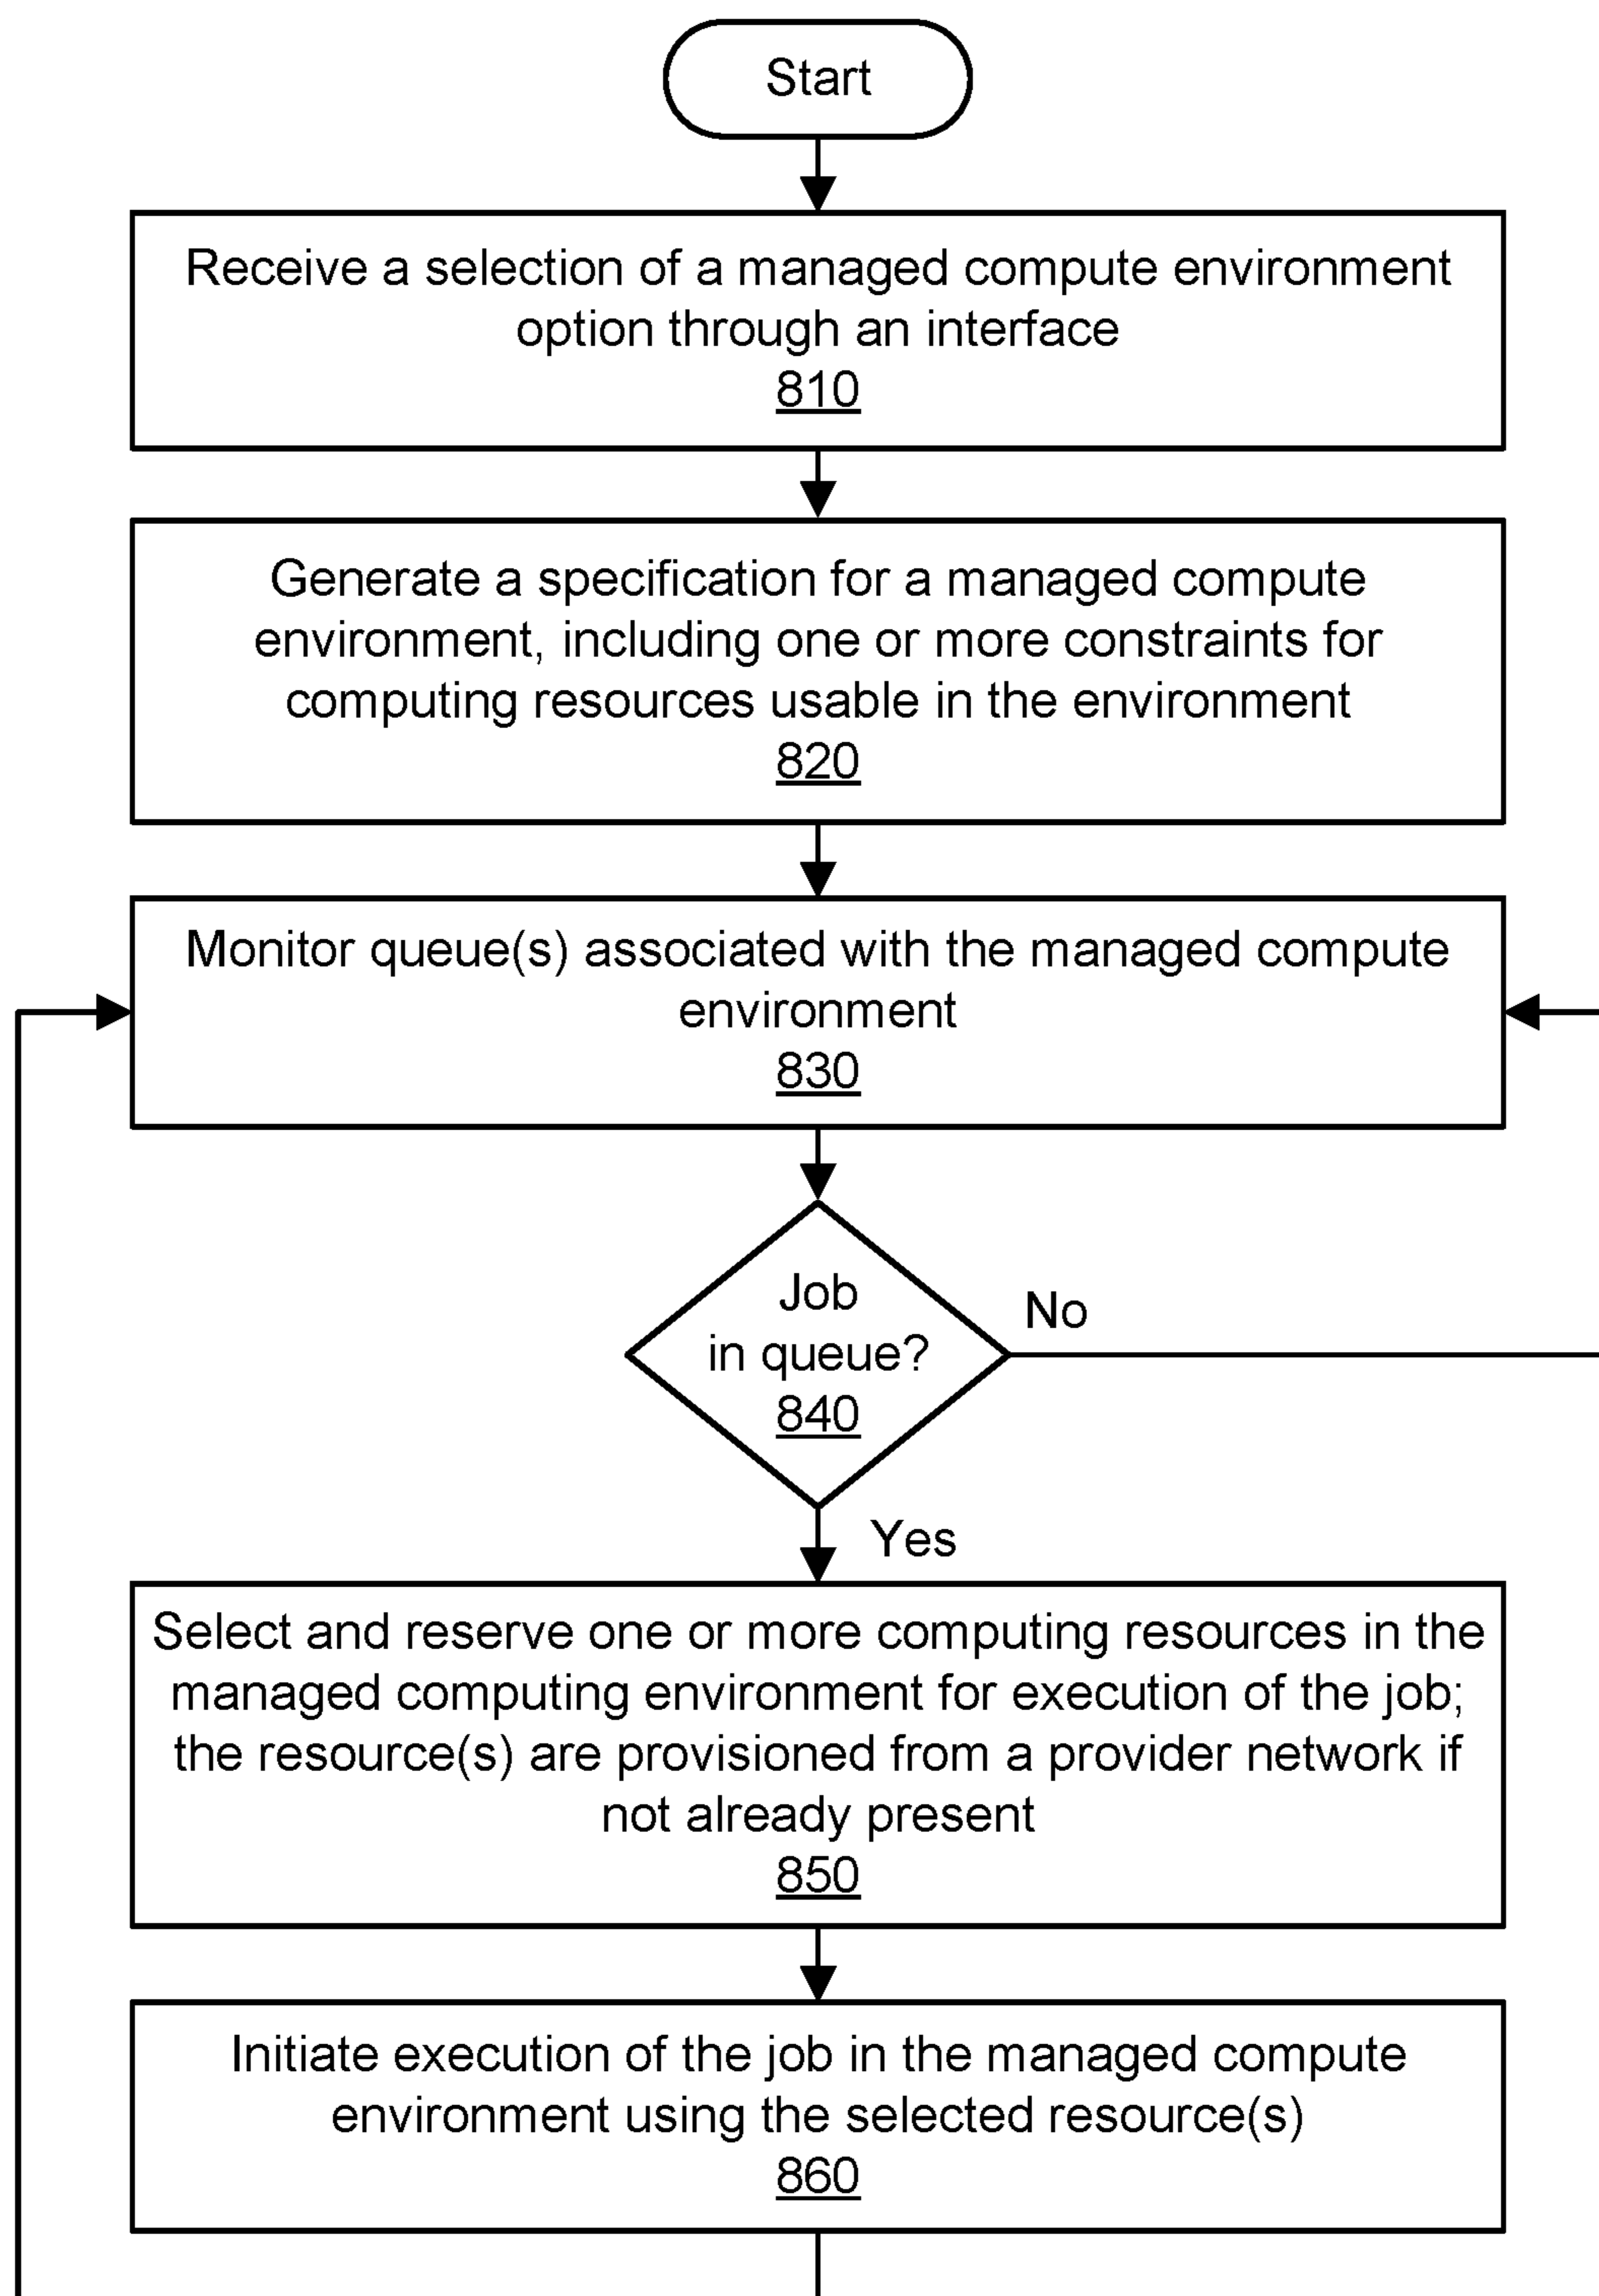 Start
Receive a selection of a managed compute environment
option through an interface
810
Generate a specification for a managed compute
environment, including one or more constraints for
computing resources usable in the environment
820
Monitor queue(s) associated with the managed compute
environment
830
Job
in queue?
840
No
Yes
Select and reserve one or more computing resources in the
managed computing environment for execution of the job;
the resource(s) are provisioned from a provider network if
not already present
850
Initiate execution of the job in the managed compute
environment using the selected resource(s)
860